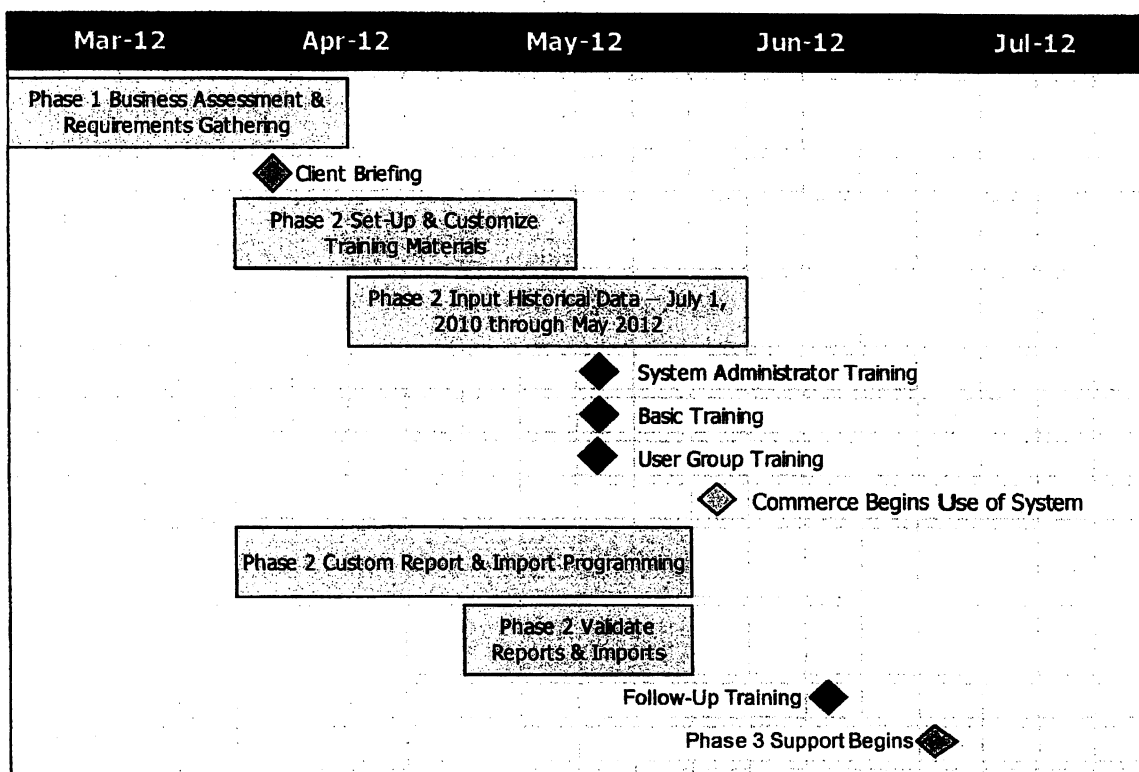 Mar-12 Apr-12 May-12 Jun-12 Jul-12
Phase 1 Business Assessment &
Requirements Gathering
Client Briefing
Phase 2 Set-Up & Customize
Training Materials
Phase 2 Input Historical Data – July 1,
2010 through May 2012
System Administrator Training
Basic Training
User Group Training
Commerce Begins Use of System
Phase 2 Custom Report & Import Programming
Phase 2 Validate
Reports & Imports
Follow-Up Training
Phase 3 Support Begins